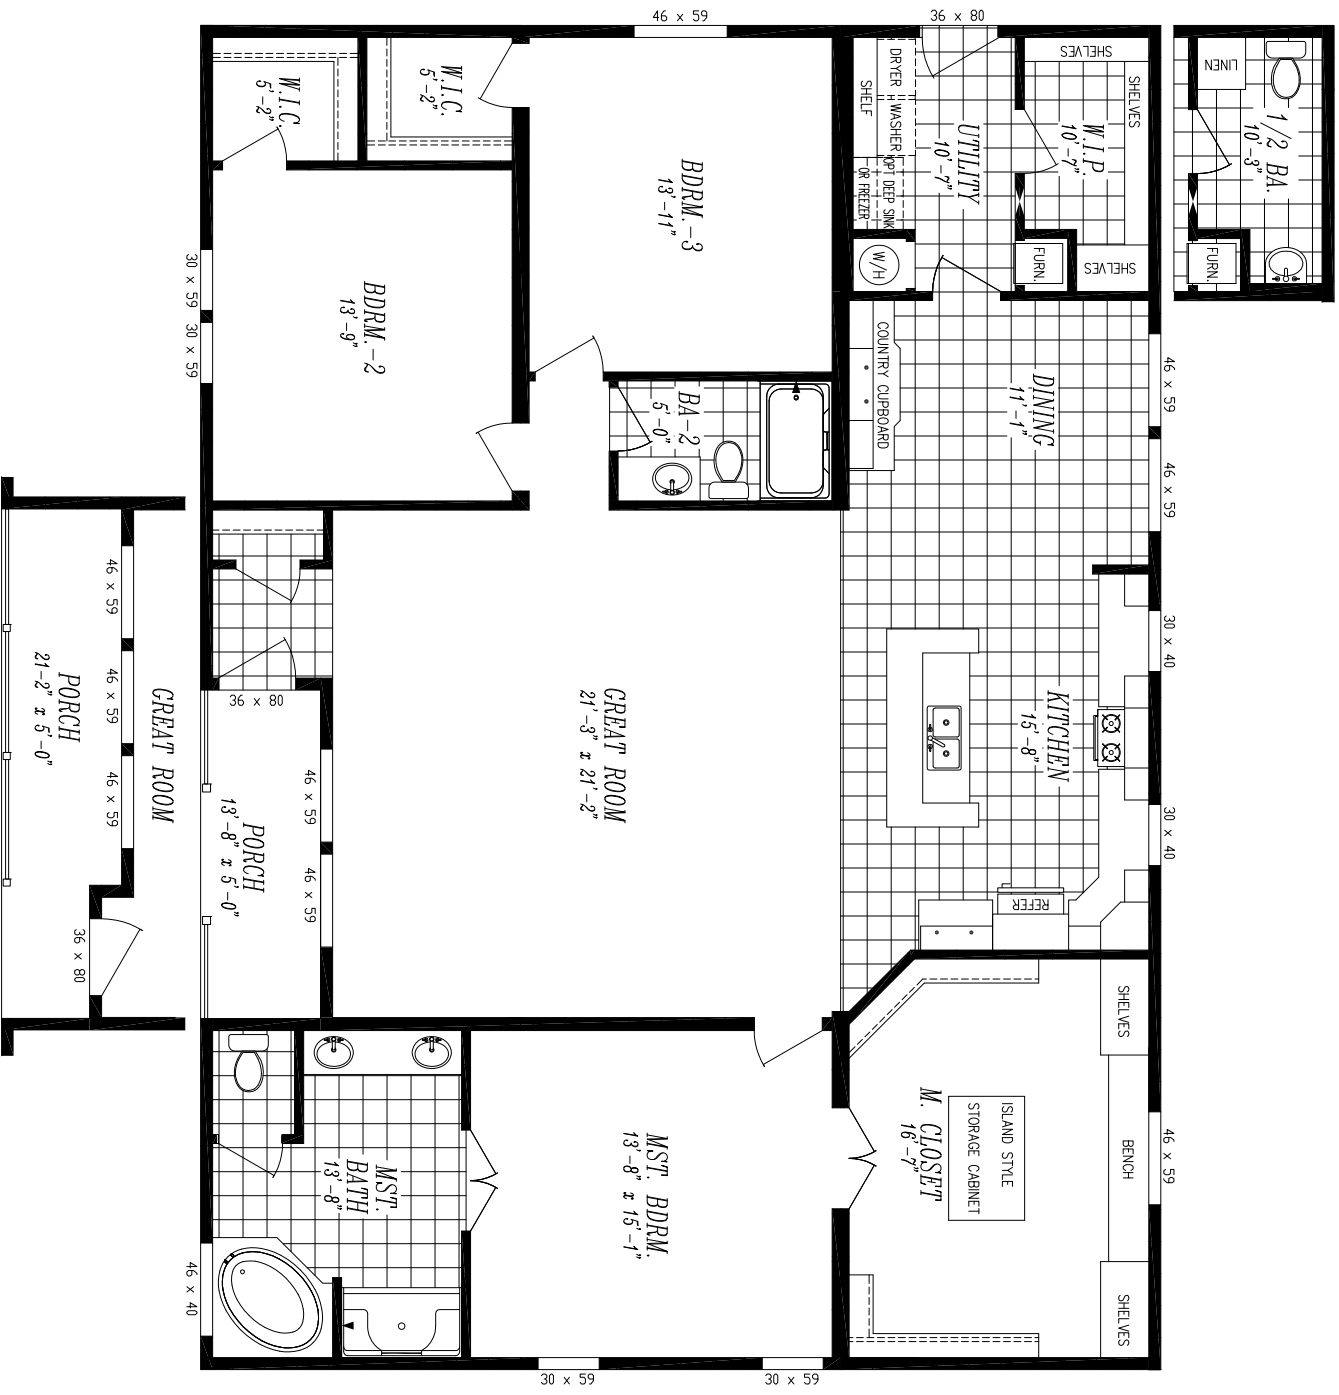 46 x 59
36 x 80
W.I.C.
5'-2"
W.I.C.
5'-2"
BDRM.-3
13'-11"
DRYER
WASHER
SHELF
OPT DEEP SINK
OR FREEZER
UTILITY
10'-7"
W.I.P.
10'-7"
SHELVES
SHELVES
SHELVES
FURN.
W/H
LINEN
1/2 BA.
10'-3"
FURN.
30 x 59
30 x 59
BDRM.-2
13'-9"
BA-2
5'-0"
COUNTRY CUPBOARD
DINING
11'-1"
46 x 59
46 x 59
30 x 40
30 x 40
KITCHEN
15'-8"
REFER
GREAT ROOM
21'-3" x 21'-2"
36 x 80
46 x 59
46 x 59
PORCH
13'-8" x 5'-0"
46 x 59
46 x 59
46 x 59
36 x 80
PORCH
21-2" x 5'-0"
GREAT ROOM
SHELVES
BENCH
SHELVES
46 x 59
ISLAND STYLE
STORAGE CABINET
M. CLOSET
16'-7"
MST. BDRM.
13'-8" x 15'-1"
MST.
BATH
13'-8"
46 x 40
30 x 59
30 x 59